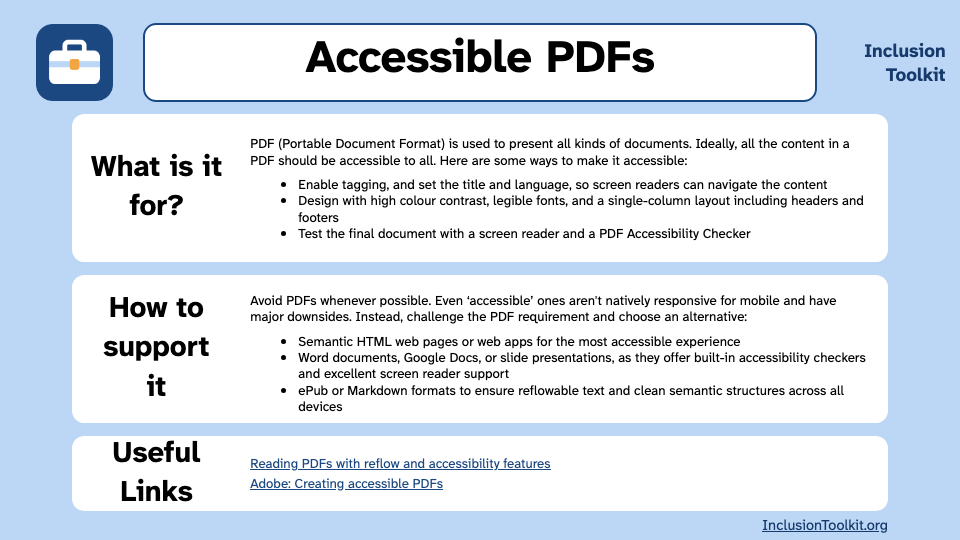 Accessible PDFs
Inclusion
Toolkit
What is it
for?
PDF (Portable Document Format) is used to present all kinds of documents. Ideally, all the content in a
PDF should be accessible to all. Here are some ways to make it accessible:
• Enable tagging, and set the title and language, so screen readers can navigate the content
• Design with high colour contrast, legible fonts, and a single-column layout including headers and
footers
• Test the final document with a screen reader and a PDF Accessibility Checker
How to
support
it
Avoid PDFs whenever possible. Even ‘accessible’ ones aren't natively responsive for mobile and have
major downsides. Instead, challenge the PDF requirement and choose an alternative:
• Semantic HTML web pages or web apps for the most accessible experience
• Word documents, Google Docs, or slide presentations, as they offer built-in accessibility checkers
and excellent screen reader support
• ePub or Markdown formats to ensure reflowable text and clean semantic structures across all
devices
Useful
Links
Reading PDFs with reflow and accessibility features
Adobe: Creating accessible PDFs
InclusionToolkit.org